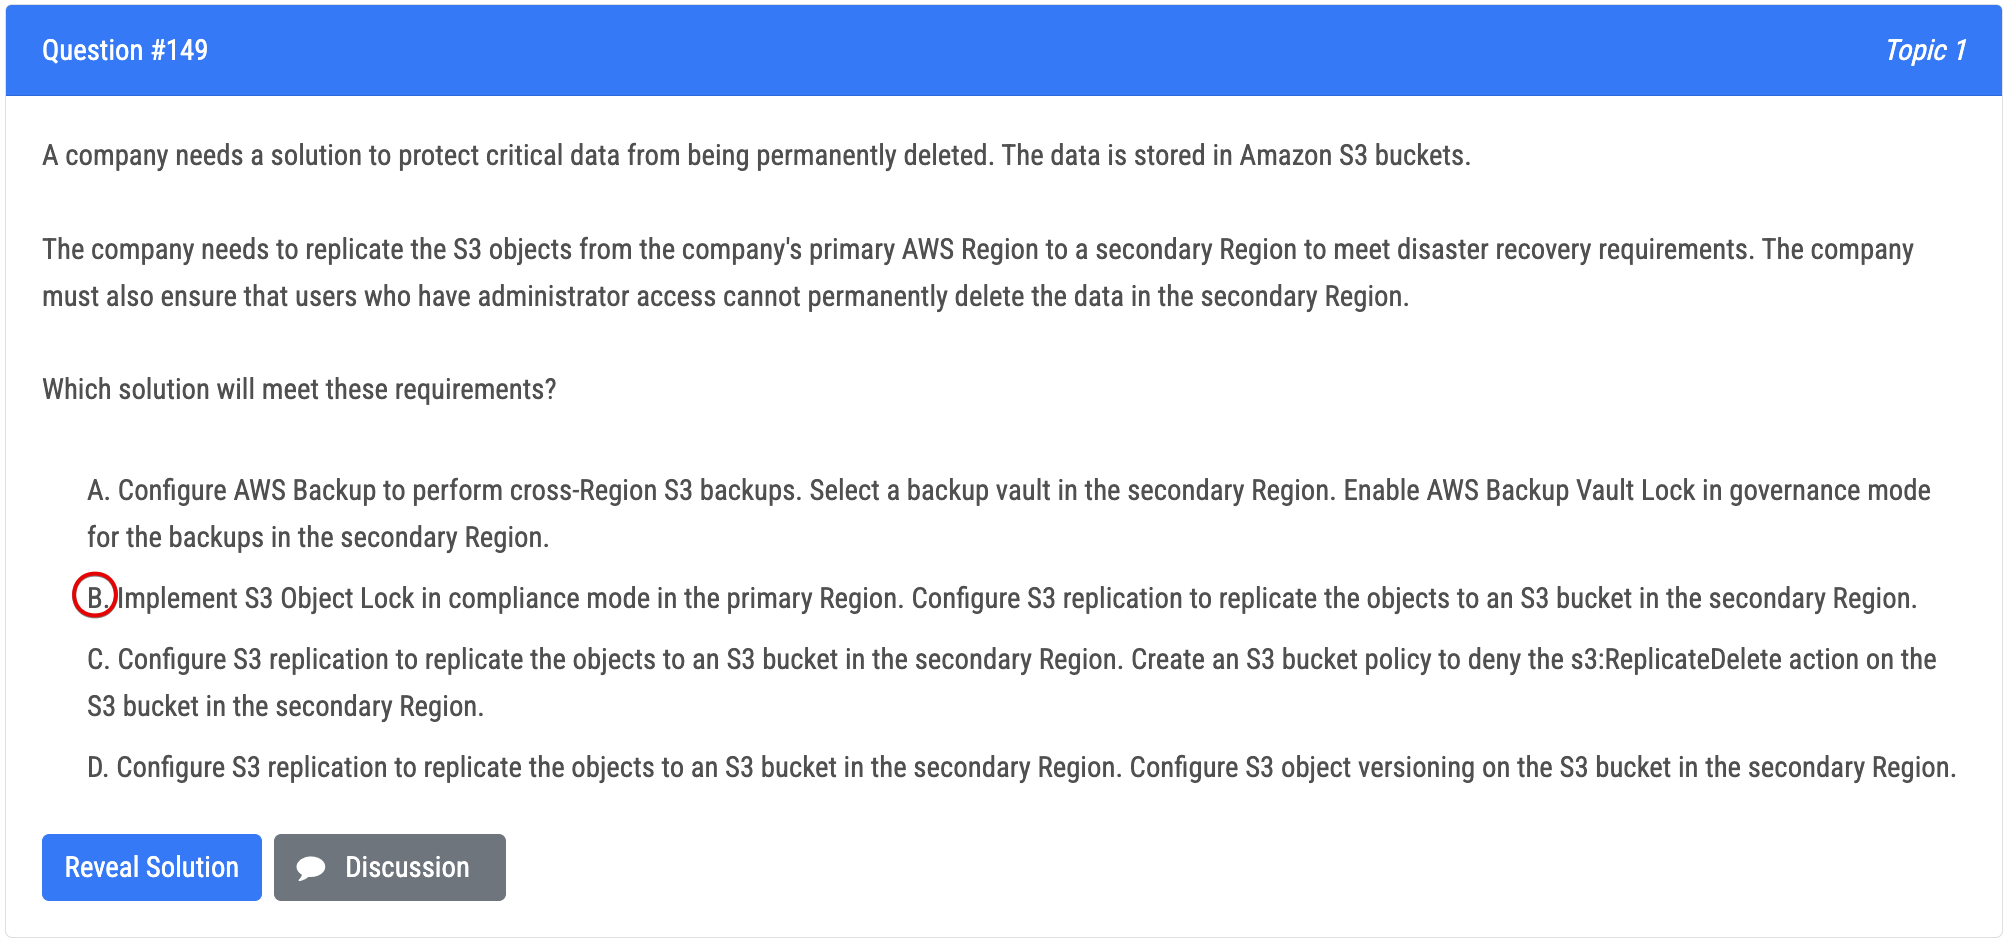 Question #149
Topic 1
A company needs a solution to protect critical data from being permanently deleted. The data is stored in Amazon S3 buckets.
The company needs to replicate the S3 objects from the company's primary AWS Region to a secondary Region to meet disaster recovery requirements. The company
must also ensure that users who have administrator access cannot permanently delete the data in the secondary Region.
Which solution will meet these requirements?
A. Configure AWS Backup to perform cross-Region S3 backups. Select a backup vault in the secondary Region. Enable AWS Backup Vault Lock in governance mode
for the backups in the secondary Region.
B. Implement S3 Object Lock in compliance mode in the primary Region. Configure S3 replication to replicate the objects to an S3 bucket in the secondary Region.
C. Configure S3 replication to replicate the objects to an S3 bucket in the secondary Region. Create an S3 bucket policy to deny the s3:ReplicateDelete action on the
S3 bucket in the secondary Region.
D. Configure S3 replication to replicate the objects to an S3 bucket in the secondary Region. Configure S3 object versioning on the S3 bucket in the secondary Region.
Reveal Solution
Discussion